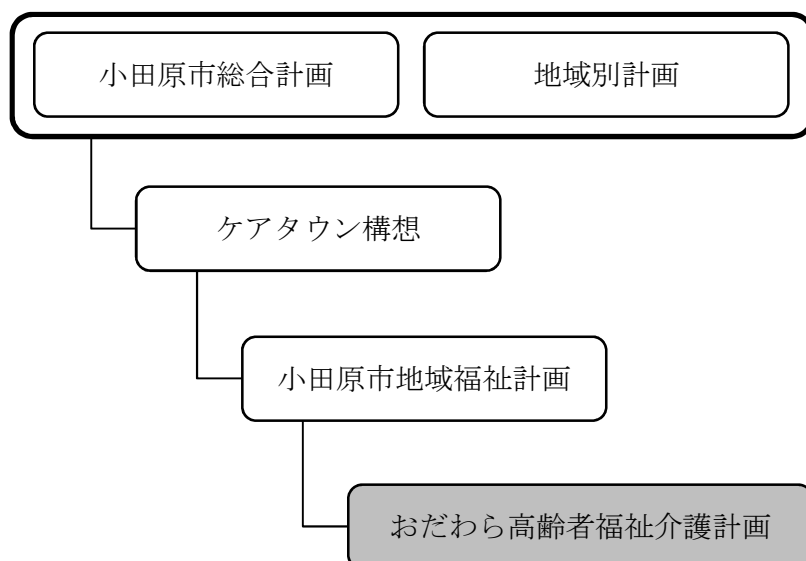 小田原市総合計画
地域別計画
ケアタウン構想
小田原市地域福祉計画
おだわら高齢者福祉介護計画